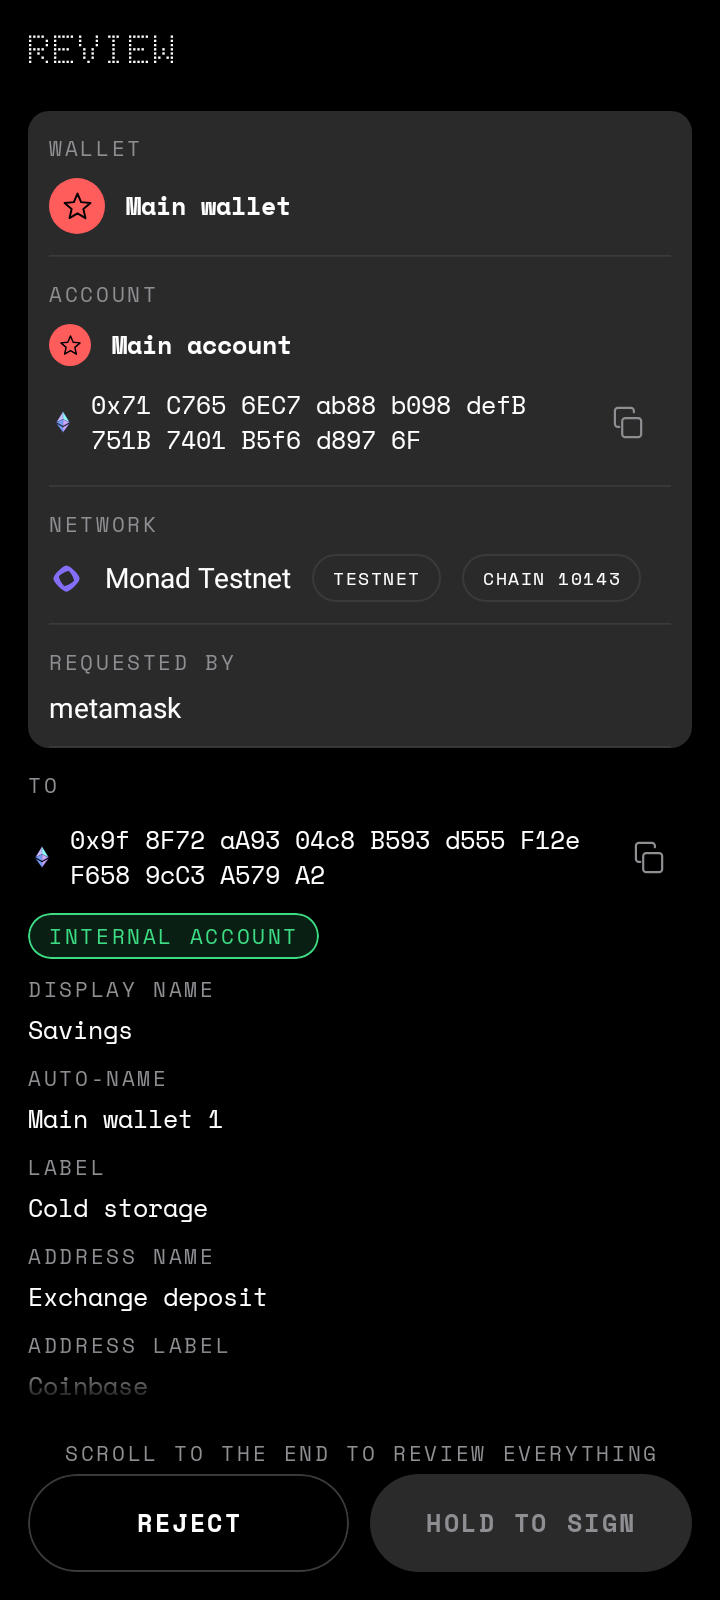 REVIEW
WALLET
Main wallet
ACCOUNT
Main account
0x71 C765 6EC7 ab88 b098 defB
751B 7401 B5f6 d897 6F
NETWORK
Monad Testnet TESTNET CHAIN 10143
REQUESTED BY
metamask
TO
0x9f 8F72 aA93 04c8 B593 d555 F12e
F658 9cC3 A579 A2
INTERNAL ACCOUNT
DISPLAY NAME
Savings
AUTO-NAME
Main wallet 1
LABEL
Cold storage
ADDRESS NAME
Exchange deposit
ADDRESS LABEL
Coinbase
SCROLL TO THE END TO REVIEW EVERYTHING
REJECT HOLD TO SIGN